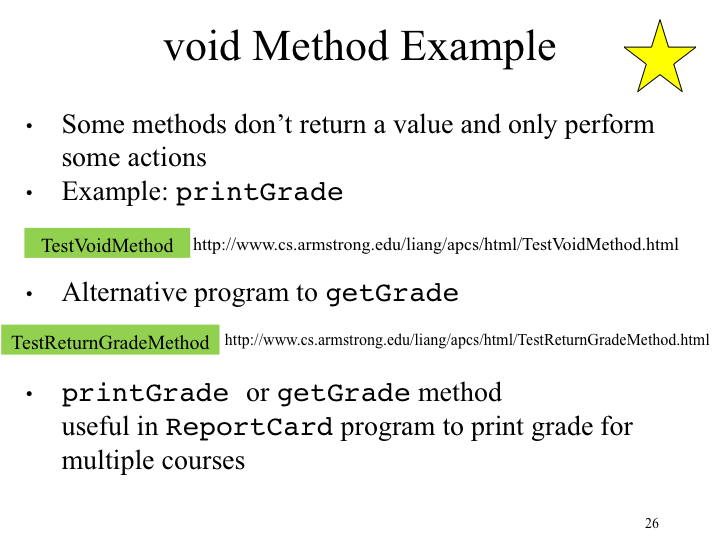 void Method Example
• Some methods don’t return a value and only perform
some actions
• Example: printGrade
TestVoidMethod http://www.cs.armstrong.edu/liang/apcs/html/TestVoidMethod.html
• Alternative program to getGrade
TestReturnGradeMethod http://www.cs.armstrong.edu/liang/apcs/html/TestReturnGradeMethod.html
• printGrade or getGrade method
useful in ReportCard program to print grade for
multiple courses
26